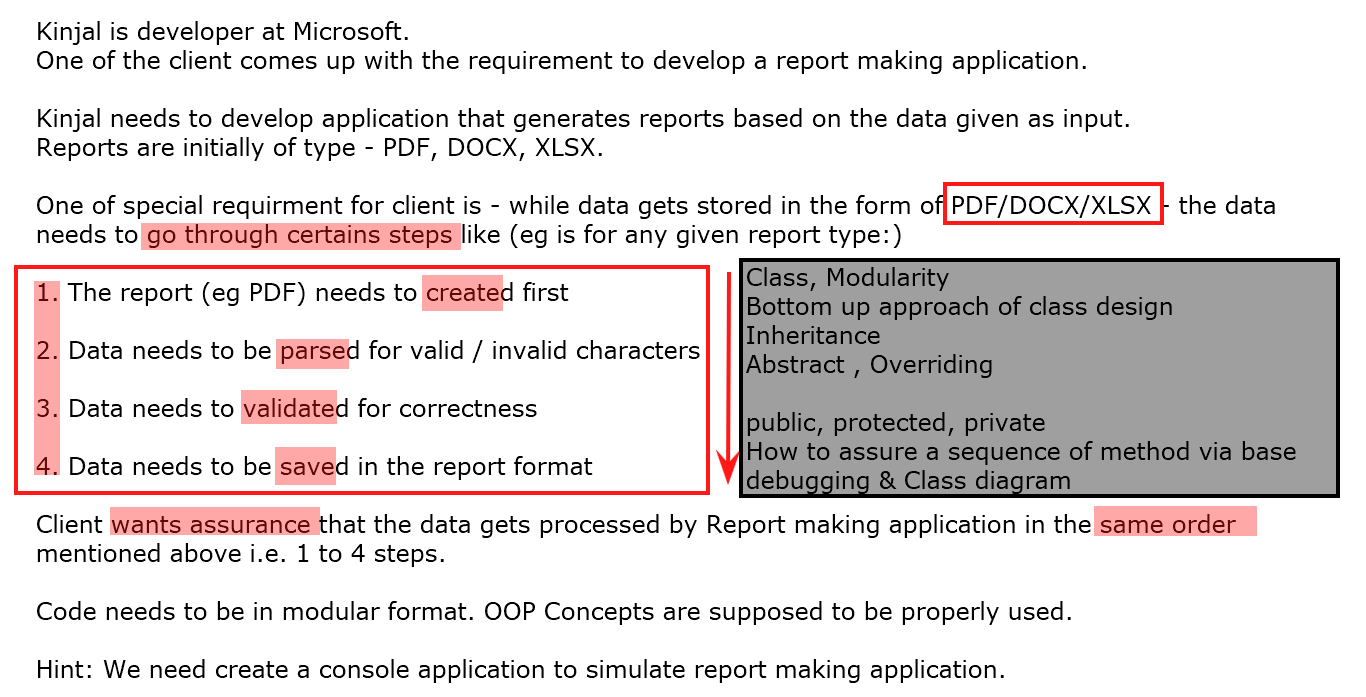 Kinjal is developer at Microsoft.
One of the client comes up with the requirement to develop a report making application.
Kinjal needs to develop application that generates reports based on the data given as input.
Reports are initially of type - PDF, DOCX, XLSX.
One of special requirment for client is - while data gets stored in the form of PDF/DOCX/XLSX - the data
needs to go through certains steps like (eg is for any given report type:)
1. The report (eg PDF) needs to created first
2. Data needs to be parsed for valid / invalid characters
3. Data needs to validated for correctness
4. Data needs to be saved in the report format
Class, Modularity
Bottom up approach of class design
Inheritance
Abstract , Overriding
public, protected, private
How to assure a sequence of method via base
debugging & Class diagram
Client wants assurance that the data gets processed by Report making application in the same order
mentioned above i.e. 1 to 4 steps.
Code needs to be in modular format. OOP Concepts are supposed to be properly used.
Hint: We need create a console application to simulate report making application.